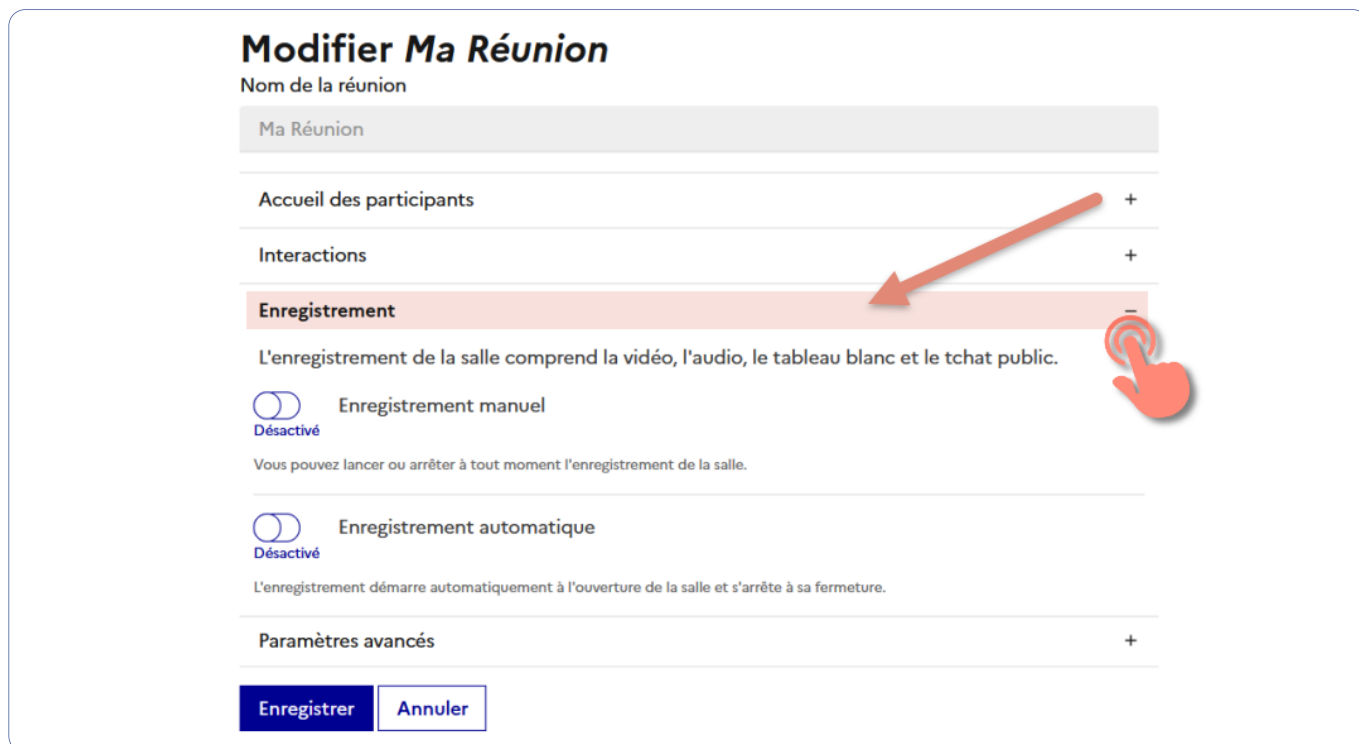 Modifier Ma Réunion
Nom de la réunion
Ma Réunion
Accueil des participants +
Interactions +
Enregistrement −
L'enregistrement de la salle comprend la vidéo, l'audio, le tableau blanc et le tchat public.
Enregistrement manuel
Désactivé
Vous pouvez lancer ou arrêter à tout moment l'enregistrement de la salle.
Enregistrement automatique
Désactivé
L'enregistrement démarre automatiquement à l'ouverture de la salle et s'arrête à sa fermeture.
Paramètres avancés +
Enregistrer Annuler